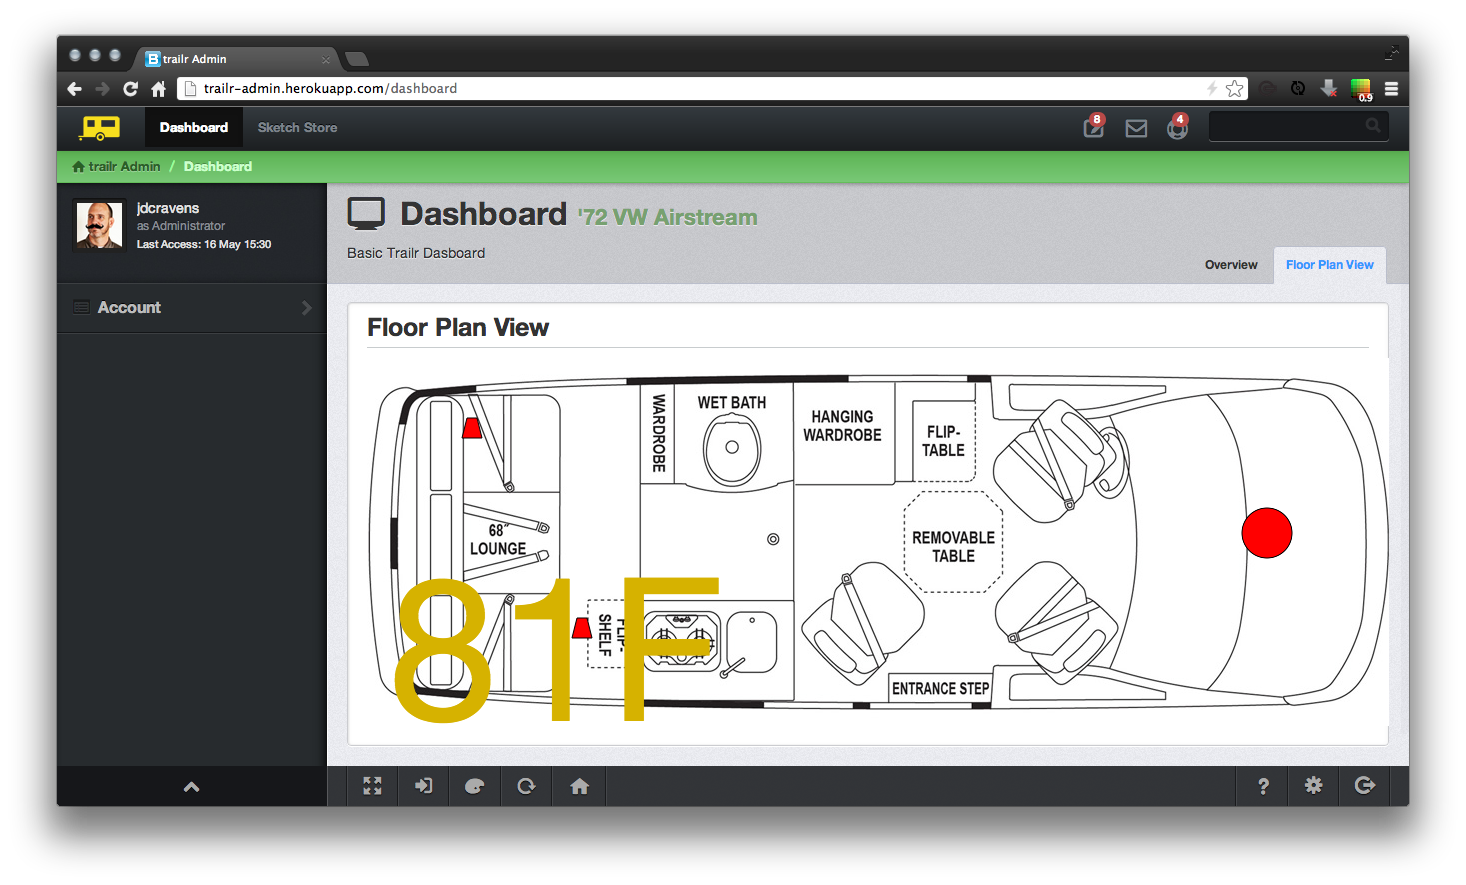 trailr Admin
trailr-admin.herokuapp.com/dashboard
0.9
Dashboard
Sketch Store
8
4
trailr Admin / Dashboard
jdcravens
as Administrator
Last Access: 16 May 15:30
Account
Dashboard '72 VW Airstream
Basic Trailr Dasboard
Overview
Floor Plan View
Floor Plan View
WARDROBE
WET BATH
HANGING
WARDROBE
FLIP-
TABLE
68"
LOUNGE
REMOVABLE
TABLE
FLIP-
SHELF
81F
ENTRANCE STEP
?